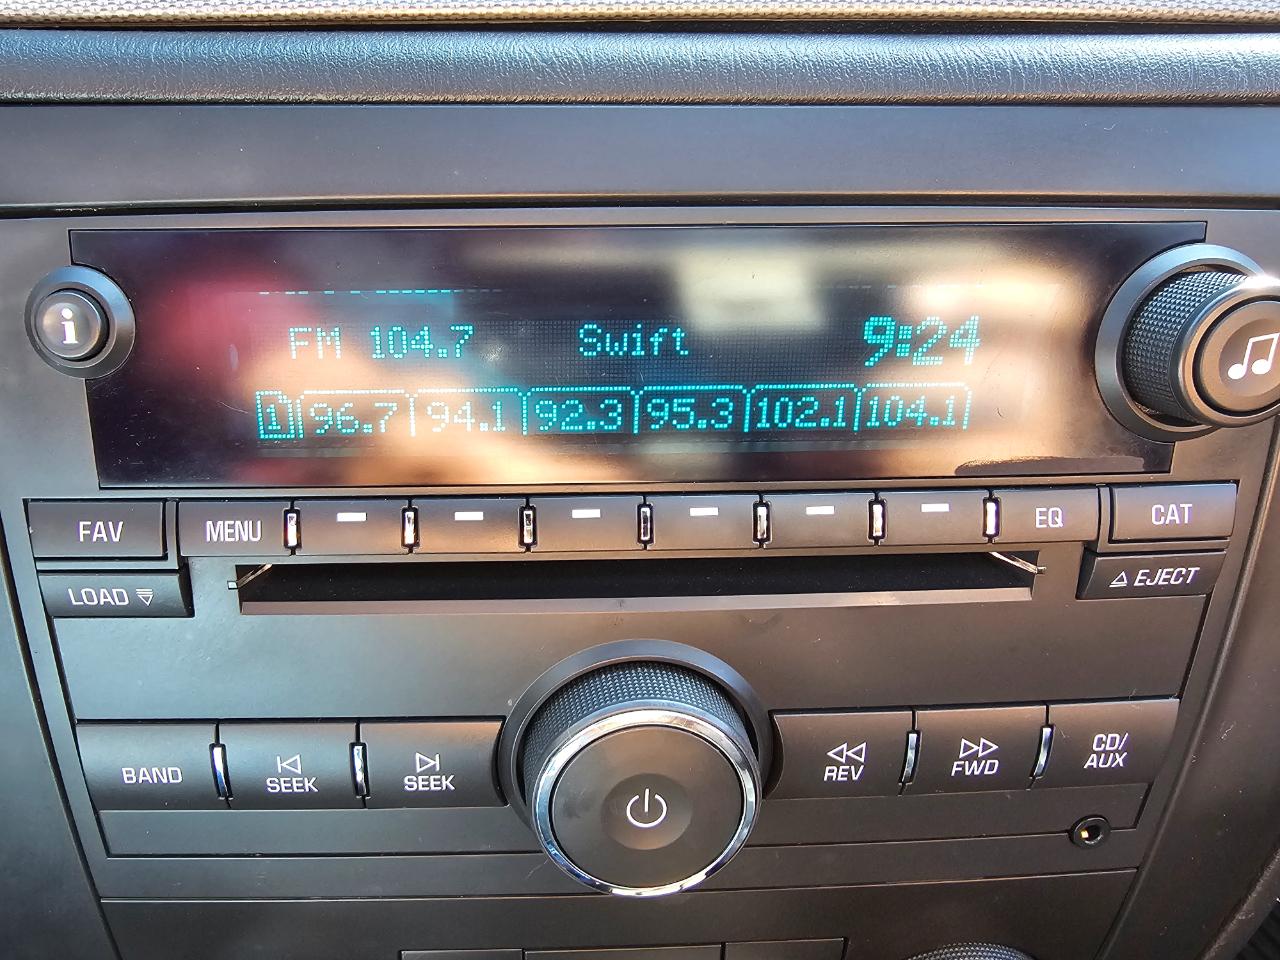 i
FM 104.7 Swift 9:24
1 96.7 94.1 92.3 95.3 102.1 104.1
FAV MENU EQ CAT
LOAD EJECT
BAND SEEK SEEK REV FWD CD/
AUX